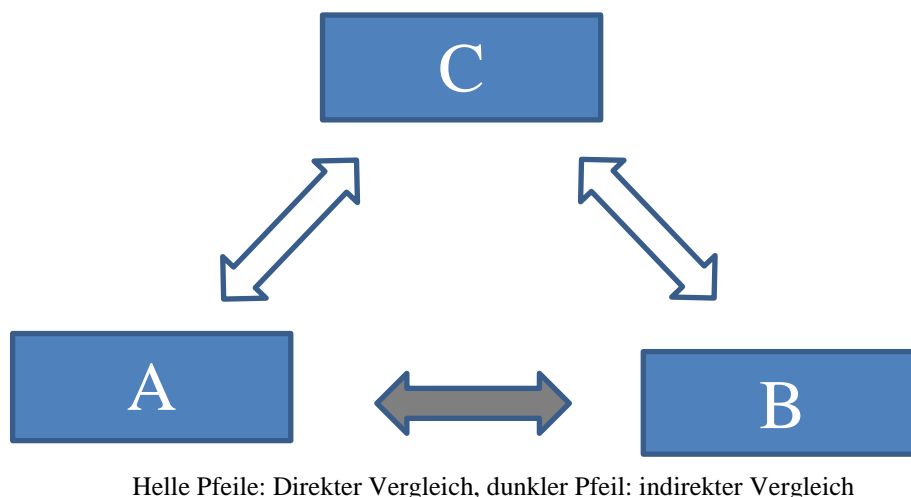 C
A
B
Helle Pfeile: Direkter Vergleich, dunkler Pfeil: indirekter Vergleich